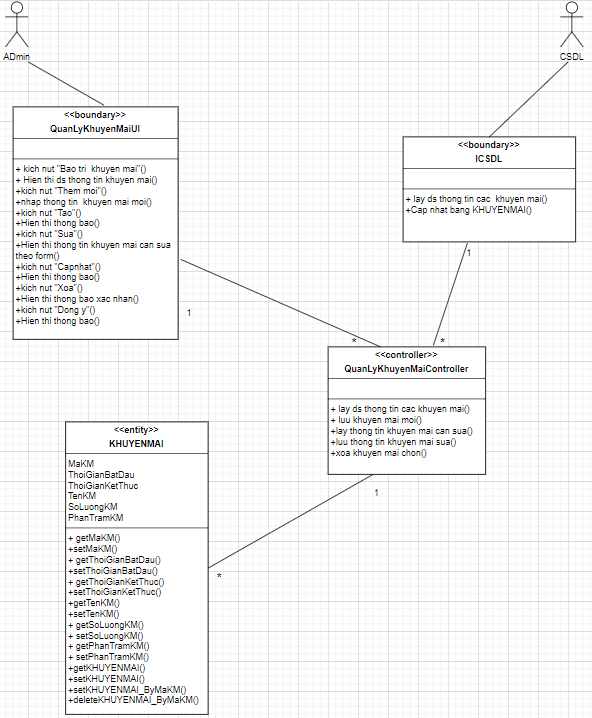 ADmin
CSDL
<<boundary>>
QuanLyKhuyenMaiUI
+ kich nut "Bao tri  khuyen mai"()
+ Hien thi ds thong tin khuyen mai()
+kich nut "Them moi"()
+nhap thong tin  khuyen mai moi()
+kich nut "Tao"()
+Hien thi thong bao()
+kich nut "Sua"()
+Hien thi thong tin khuyen mai can sua
theo form()
+kich nut "Capnhat"()
+Hien thi thong bao()
+kich nut "Xoa"()
+Hien thi thong bao xac nhan()
+kich nut "Dong y"()
+Hien thi thong bao()
<<boundary>>
ICSDL
+ lay ds thong tin cac  khuyen mai()
+Cap nhat bang KHUYENMAI()
1
1
*
*
<<controller>>
QuanLyKhuyenMaiController
+ lay ds thong tin cac khuyen mai()
+ luu khuyen mai moi()
+lay thong tin khuyen mai can sua()
+luu thong tin khuyen mai sua()
+xoa khuyen mai chon()
1
*
<<entity>>
KHUYENMAI
MaKM
ThoiGianBatDau
ThoiGianKetThuc
TenKM
SoLuongKM
PhanTramKM
+ getMaKM()
+setMaKM()
+ getThoiGianBatDau()
+setThoiGianBatDau()
+ getThoiGianKetThuc()
+setThoiGianKetThuc()
+getTenKM()
+setTenKM()
+ getSoLuongKM()
+ setSoLuongKM()
+ getPhanTramKM()
+ setPhanTramKM()
+getKHUYENMAI()
+setKHUYENMAI()
+setKHUYENMAI_ByMaKM()
+deleteKHUYENMAI_ByMaKM()